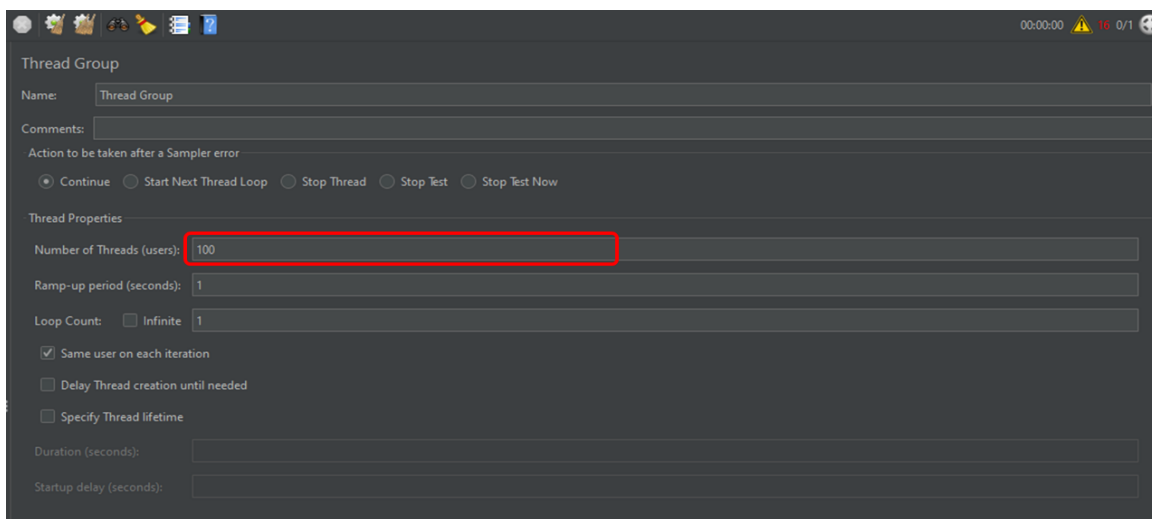 00:00:00 16 0/1
Thread Group
Name: Thread Group
Comments:
Action to be taken after a Sampler error
Continue Start Next Thread Loop Stop Thread Stop Test Stop Test Now
Thread Properties
Number of Threads (users): 100
Ramp-up period (seconds): 1
Loop Count: Infinite 1
Same user on each iteration
Delay Thread creation until needed
Specify Thread lifetime
Duration (seconds):
Startup delay (seconds):